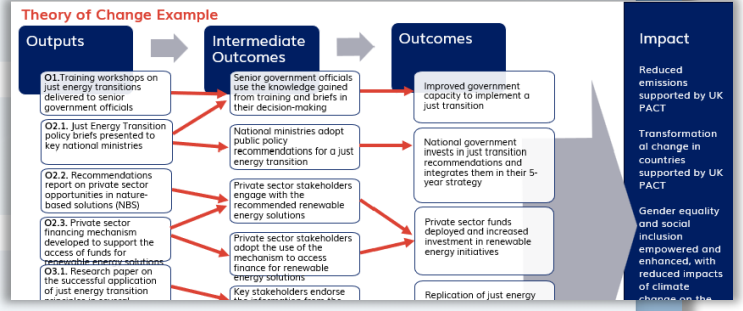 Theory of Change Example
Outputs
O1.Training workshops on
just energy transitions
delivered to senior
government officials
O2.1. Just Energy Transition
policy briefs presented to
key national ministries
O2.2. Recommendations
report on private sector
opportunities in nature-
based solutions (NBS)
O2.3. Private sector
financing mechanism
developed to support the
access of funds for
renewable energy solutions
O3.1. Research paper on
the successful application
of just energy transition
principles in several
Intermediate
Outcomes
Senior government officials
use the knowledge gained
from training and briefs in
their decision-making
National ministries adopt
public policy
recommendations for a just
energy transition
Private sector stakeholders
engage with the
recommended renewable
energy solutions
Private sector stakeholders
adopt the use of the
mechanism to access
finance for renewable
energy solutions
Key stakeholders endorse
the information from the
Outcomes
Improved government
capacity to implement a
just transition
National government
invests in just transition
recommendations and
integrates them in their 5-
year strategy
Private sector funds
deployed and increased
investment in renewable
energy initiatives
Replication of just energy
Impact
Reduced
emissions
supported by UK
PACT
Transformation
al change in
countries
supported by UK
PACT
Gender equality
and social
inclusion
empowered and
enhanced, with
reduced impacts
of climate
change on the